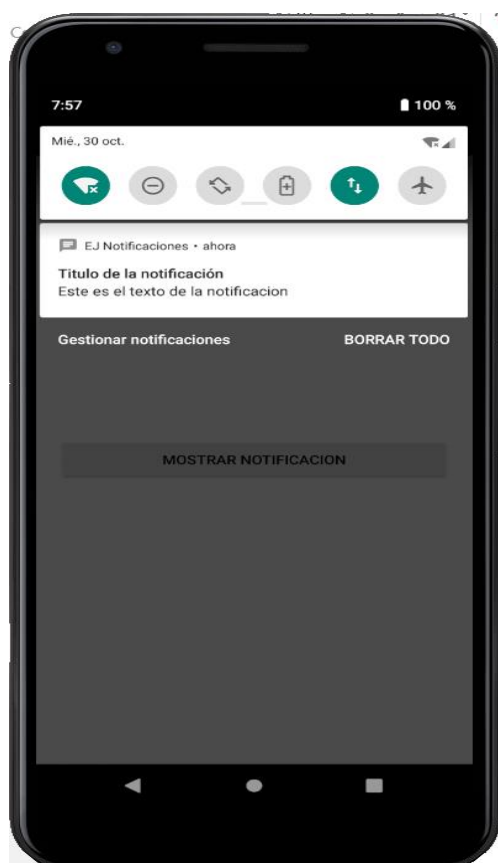 7:57
100 %
Mié., 30 oct.
EJ Notificaciones • ahora
Titulo de la notificación
Este es el texto de la notificacion
Gestionar notificaciones
BORRAR TODO
MOSTRAR NOTIFICACION